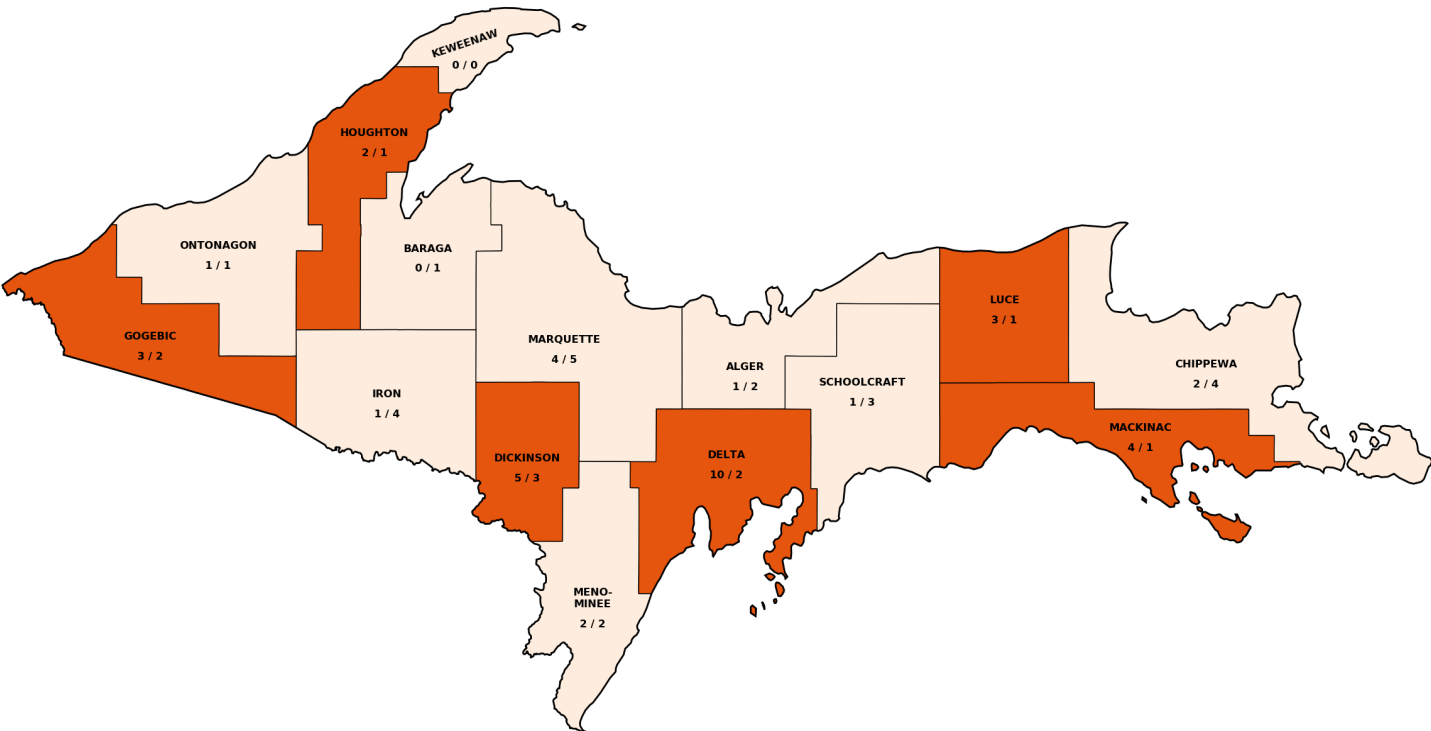 KEWEENAW
0 / 0
HOUGHTON
2 / 1
ONTONAGON
1 / 1
BARAGA
0 / 1
GOGEBIC
3 / 2
IRON
1 / 4
MARQUETTE
4 / 5
DICKINSON
5 / 3
MENO-
MINEE
2 / 2
DELTA
10 / 2
ALGER
1 / 2
SCHOOLCRAFT
1 / 3
LUCE
3 / 1
CHIPPEWA
2 / 4
MACKINAC
4 / 1